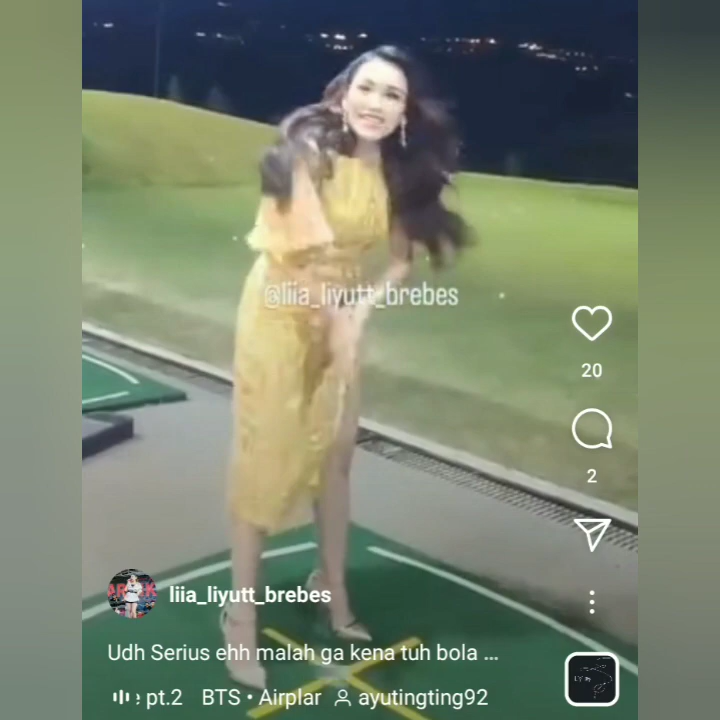 @liia_liyutt_brebes
20
2
liia_liyutt_brebes
Udh Serius ehh malah ga kena tuh bola ...
pt.2 BTS • Airplar ayutingting92